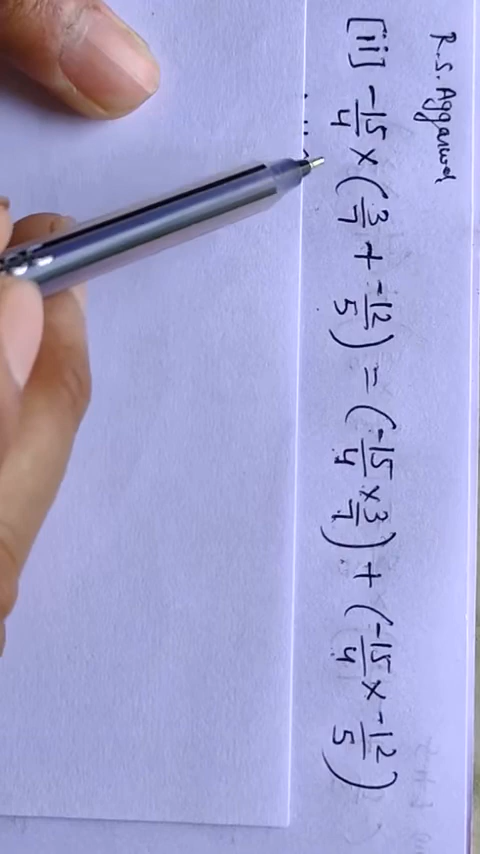 R.S. Aggarwal
[ii] -15/4 × (3/7 + -12/5) = (-15/4 × 3/7) + (-15/4 × -12/5)